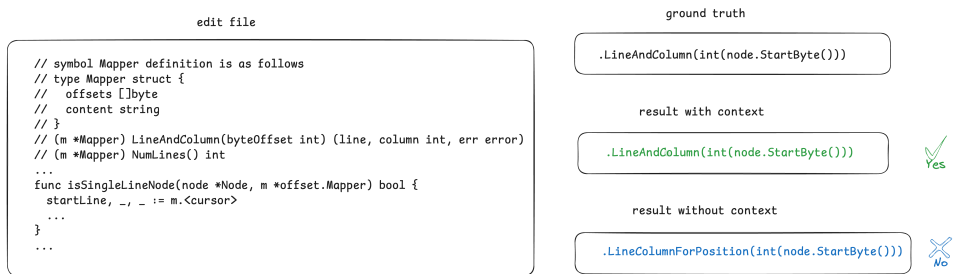 edit file
// symbol Mapper definition is as follows
// type Mapper struct {
//   offsets []byte
//   content string
// }
// (m *Mapper) LineAndColumn(byteOffset int) (line, column int, err error)
// (m *Mapper) NumLines() int
...
func isSingleLineNode(node *Node, m *offset.Mapper) bool {
  startLine, _, _ := m.<cursor>
  ...
}
...
ground truth
.LineAndColumn(int(node.StartByte()))
result with context
.LineAndColumn(int(node.StartByte()))
Yes
result without context
.LineColumnForPosition(int(node.StartByte()))
No